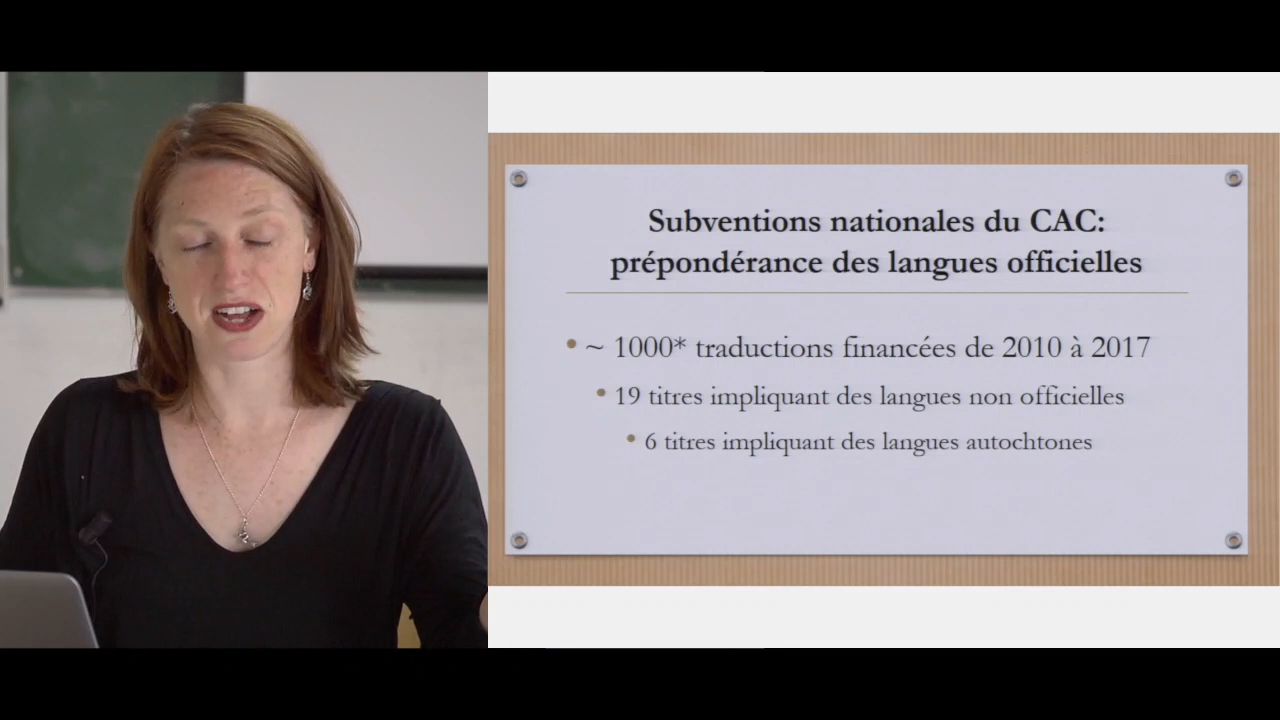 Subventions nationales du CAC:
prépondérance des langues officielles
• ~ 1000* traductions financées de 2010 à 2017
• 19 titres impliquant des langues non officielles
• 6 titres impliquant des langues autochtones